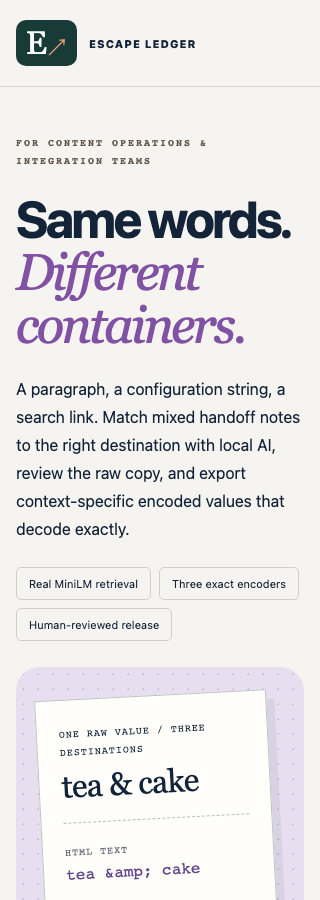 E↗ ESCAPE LEDGER
FOR CONTENT OPERATIONS &
INTEGRATION TEAMS
Same words.
Different
containers.
A paragraph, a configuration string, a
search link. Match mixed handoff notes
to the right destination with local AI,
review the raw copy, and export
context-specific encoded values that
decode exactly.
Real MiniLM retrieval
Three exact encoders
Human-reviewed release
ONE RAW VALUE / THREE
DESTINATIONS
tea & cake
HTML TEXT
tea &amp; cake